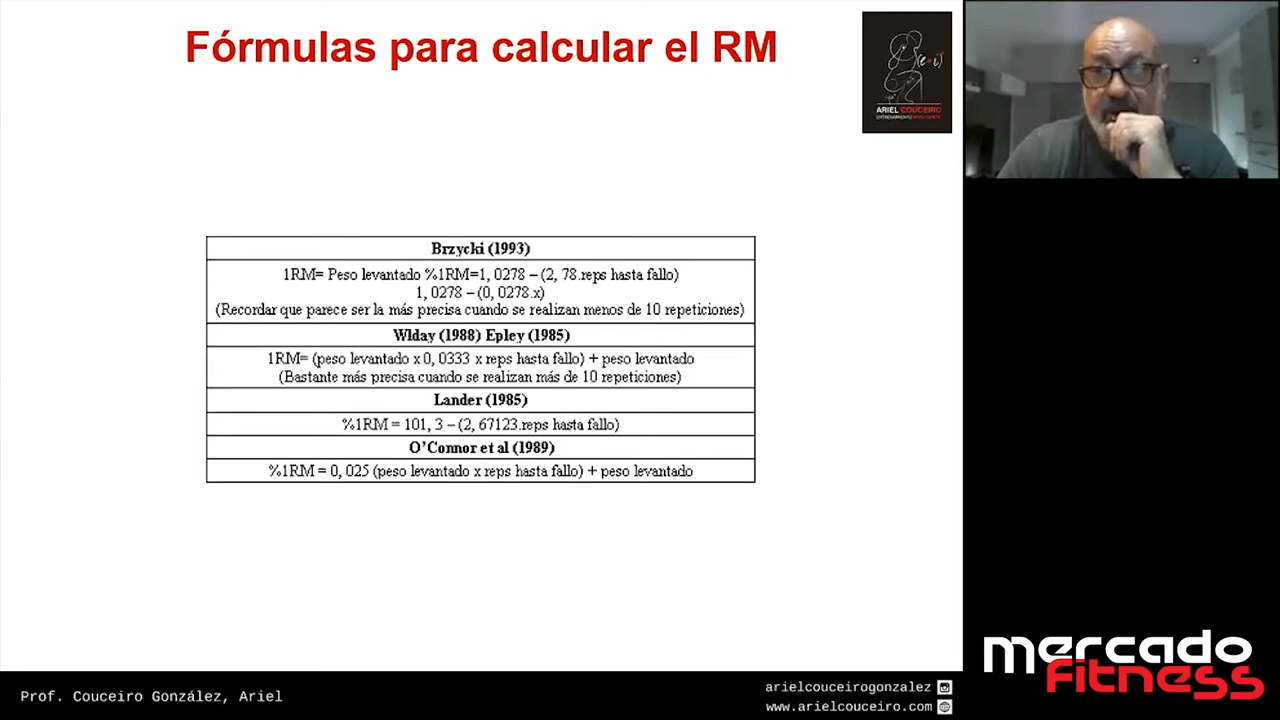 Fórmulas para calcular el RM
ARIEL COUCEIRO
Brzycki (1993)
1RM= Peso levantado %1RM=1, 0278 – (2, 78.reps hasta fallo)
1, 0278 – (0, 0278.x)
(Recordar que parece ser la más precisa cuando se realizan menos de 10 repeticiones)
Wlday (1988) Epley (1985)
1RM= (peso levantado x 0, 0333 x reps hasta fallo) + peso levantado
(Bastante más precisa cuando se realizan más de 10 repeticiones)
Lander (1985)
%1RM = 101, 3 – (2, 67123.reps hasta fallo)
O’Connor et al (1989)
%1RM = 0, 025 (peso levantado x reps hasta fallo) + peso levantado
Prof. Couceiro González, Ariel
arielcouceirogonzalez
www.arielcouceiro.com
mercado
fitness